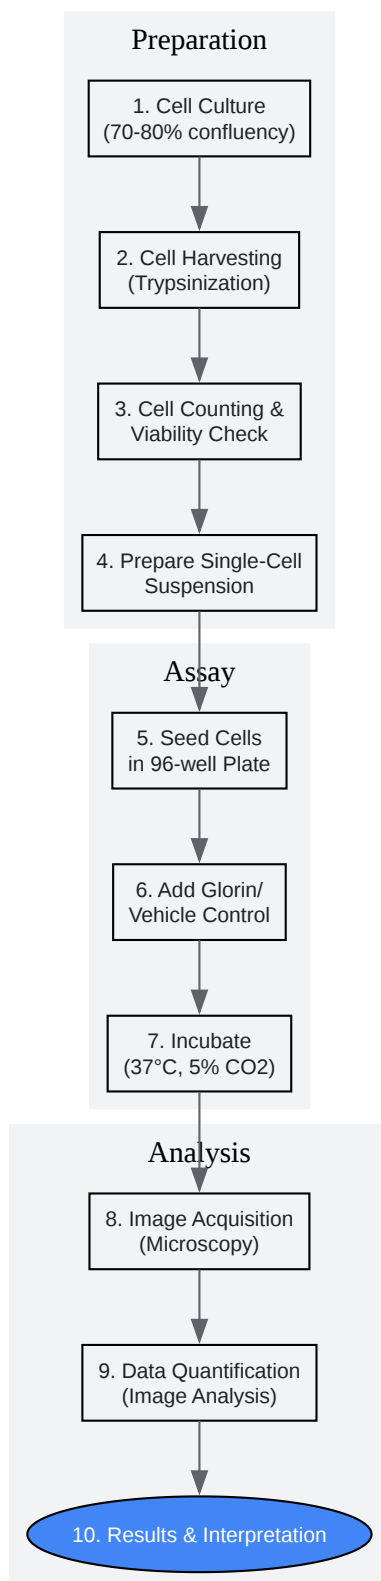 Preparation
1. Cell Culture
(70-80% confluency)
2. Cell Harvesting
(Trypsinization)
3. Cell Counting &
Viability Check
4. Prepare Single-Cell
Suspension
Assay
5. Seed Cells
in 96-well Plate
6. Add Glorin/
Vehicle Control
7. Incubate
(37°C, 5% CO2)
Analysis
8. Image Acquisition
(Microscopy)
9. Data Quantification
(Image Analysis)
10. Results & Interpretation